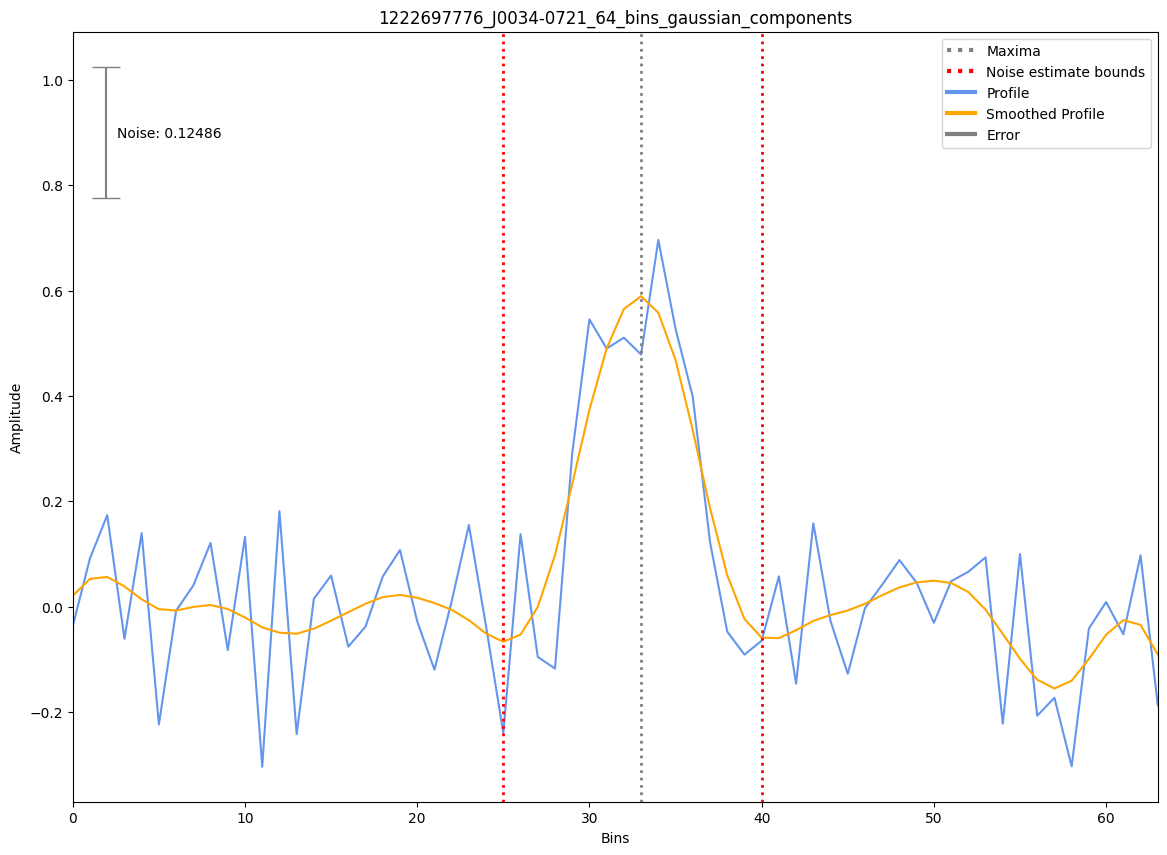 1222697776_J0034-0721_64_bins_gaussian_components
Maxima
Noise estimate bounds
Profile
Smoothed Profile
Error
Noise: 0.12486
1.0
0.8
0.6
0.4
0.2
0.0
−0.2
Amplitude
0 10 20 30 40 50 60
Bins